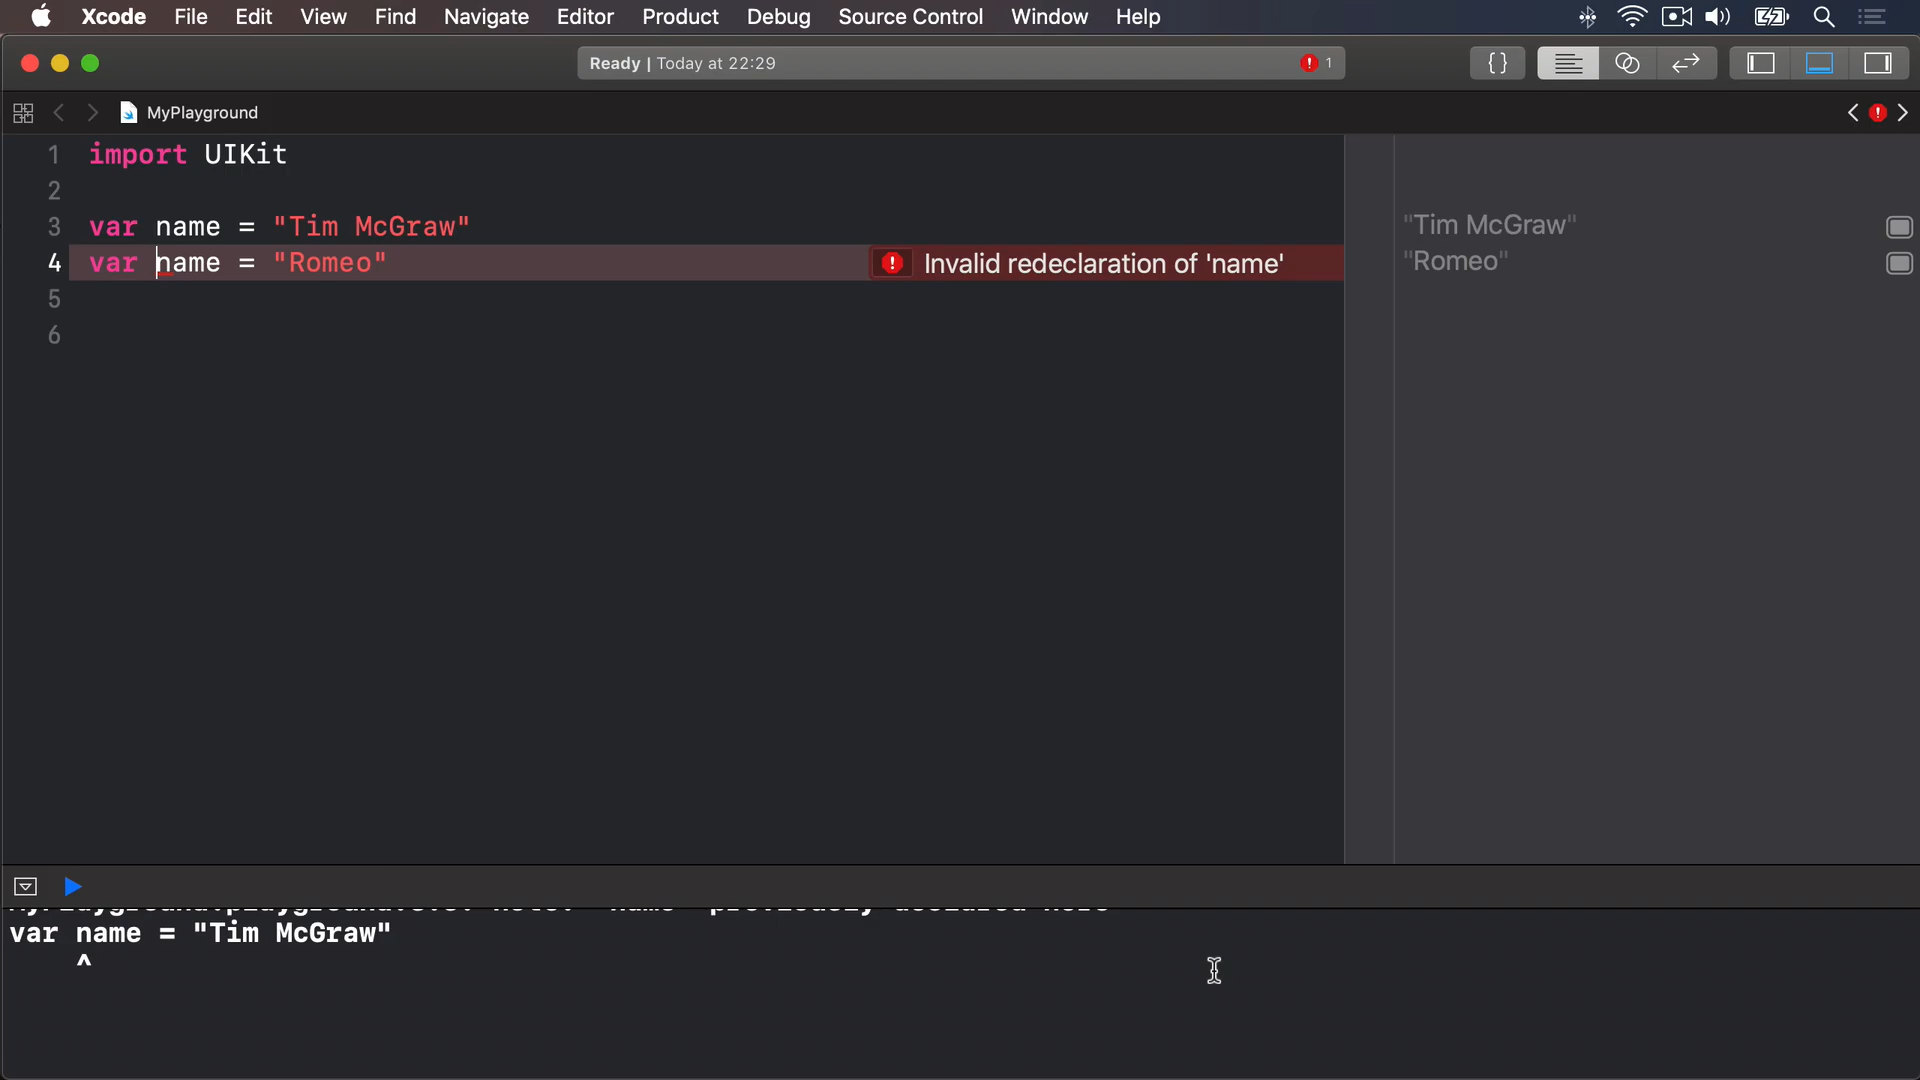 Xcode File Edit View Find Navigate Editor Product Debug Source Control Window Help
Ready | Today at 22:29 1
MyPlayground
1 import UIKit
2
3 var name = "Tim McGraw" "Tim McGraw"
4 var name = "Romeo" Invalid redeclaration of 'name' "Romeo"
5
6
var name = "Tim McGraw"
^